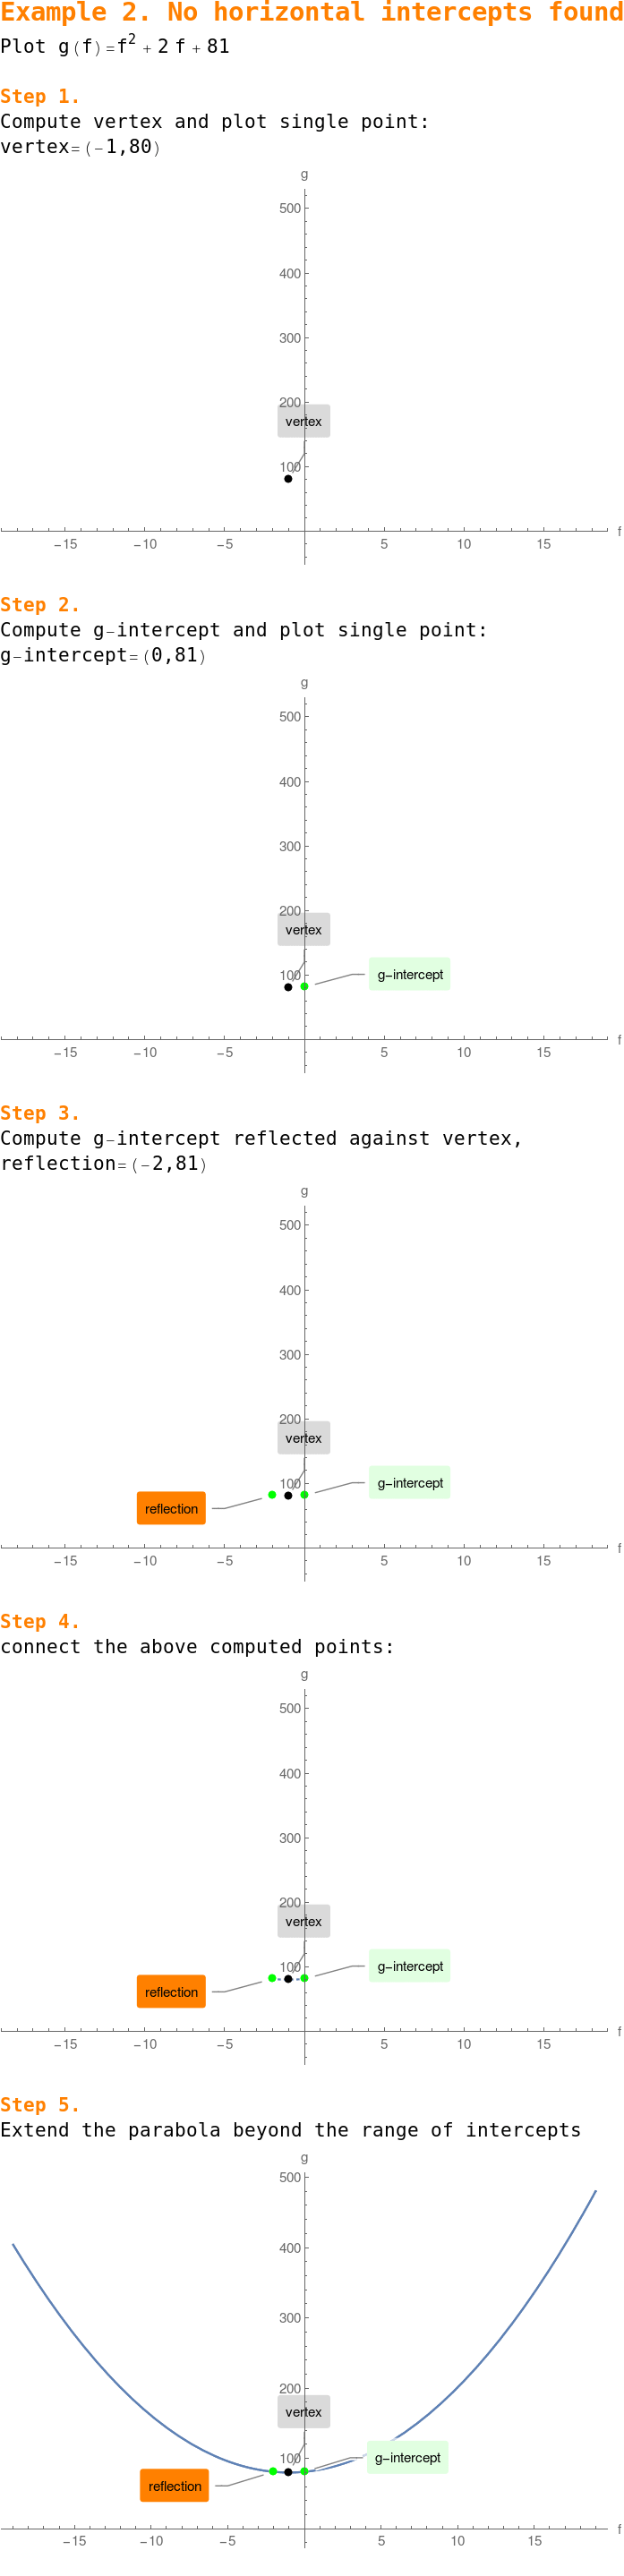 Example 2. No horizontal intercepts found
Plot g(f)=f² + 2 f + 81
Step 1.
Compute vertex and plot single point:
vertex=(-1,80)
g
500
400
300
200
vertex
100
f
-15 -10 -5 5 10 15
Step 2.
Compute g-intercept and plot single point:
g-intercept=(0,81)
g
500
400
300
200
vertex
100 g-intercept
f
-15 -10 -5 5 10 15
Step 3.
Compute g-intercept reflected against vertex,
reflection=(-2,81)
g
500
400
300
200
vertex
100 g-intercept
reflection
f
-15 -10 -5 5 10 15
Step 4.
connect the above computed points:
g
500
400
300
200
vertex
100 g-intercept
reflection
f
-15 -10 -5 5 10 15
Step 5.
Extend the parabola beyond the range of intercepts
g
500
400
300
200
vertex
100 g-intercept
reflection
f
-15 -10 -5 5 10 15